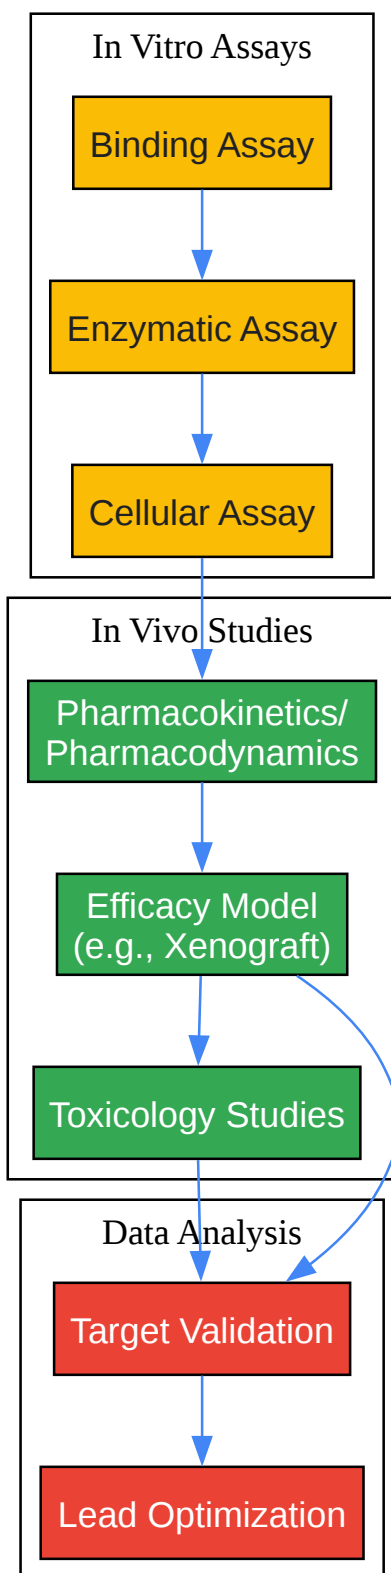 In Vitro Assays
Binding Assay
Enzymatic Assay
Cellular Assay
In Vivo Studies
Pharmacokinetics/
Pharmacodynamics
Efficacy Model
(e.g., Xenograft)
Toxicology Studies
Data Analysis
Target Validation
Lead Optimization